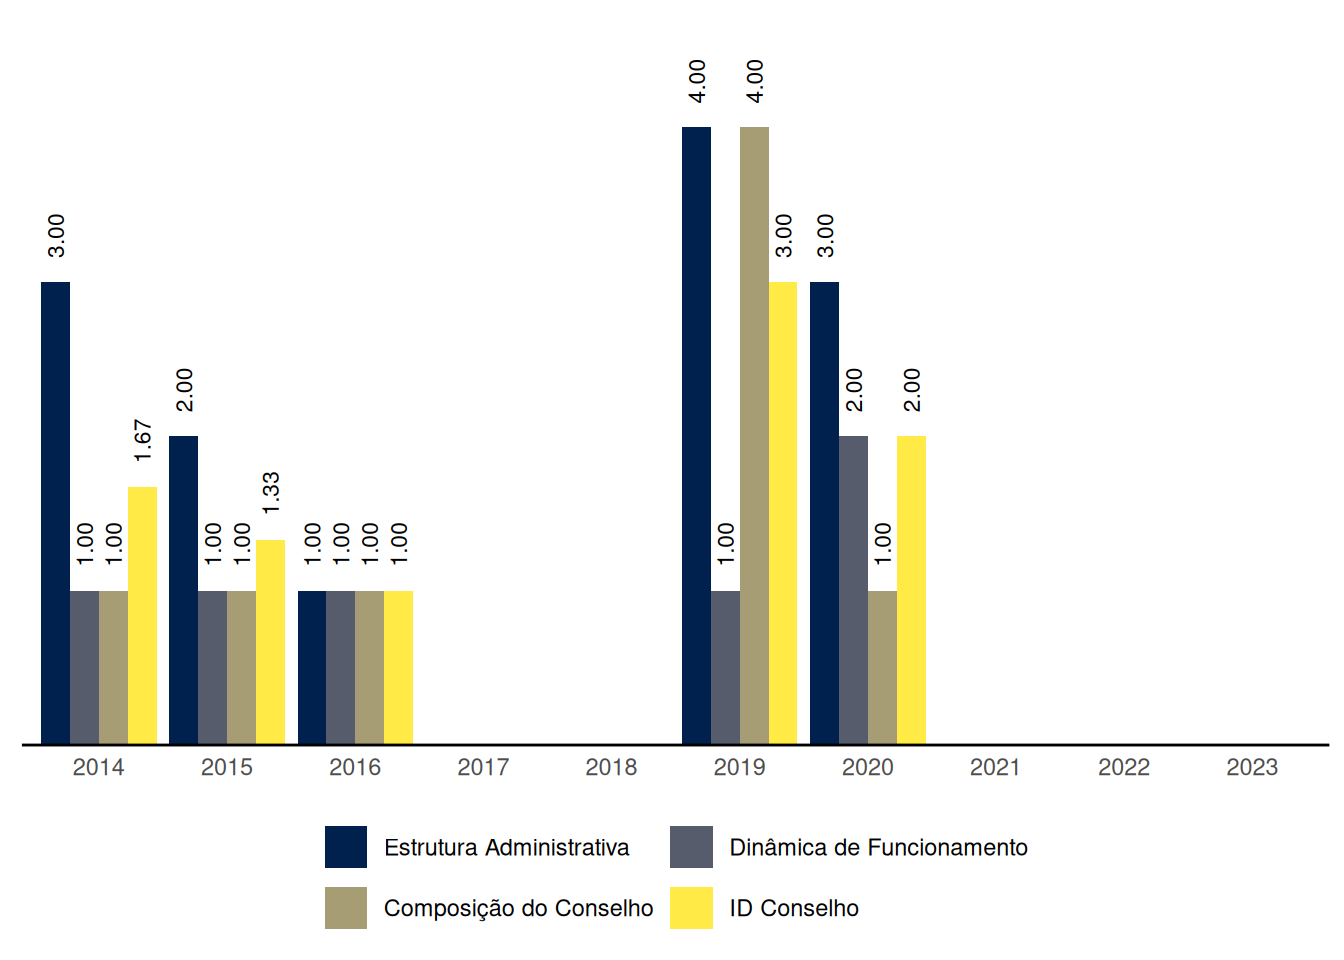 4.00 4.00
3.00 3.00 3.00
2.00 2.00 2.00
1.67
1.33
1.00 1.00 1.00 1.00 1.00 1.00 1.00 1.00 1.00 1.00
2014 2015 2016 2017 2018 2019 2020 2021 2022 2023
Estrutura Administrativa Dinâmica de Funcionamento
Composição do Conselho ID Conselho